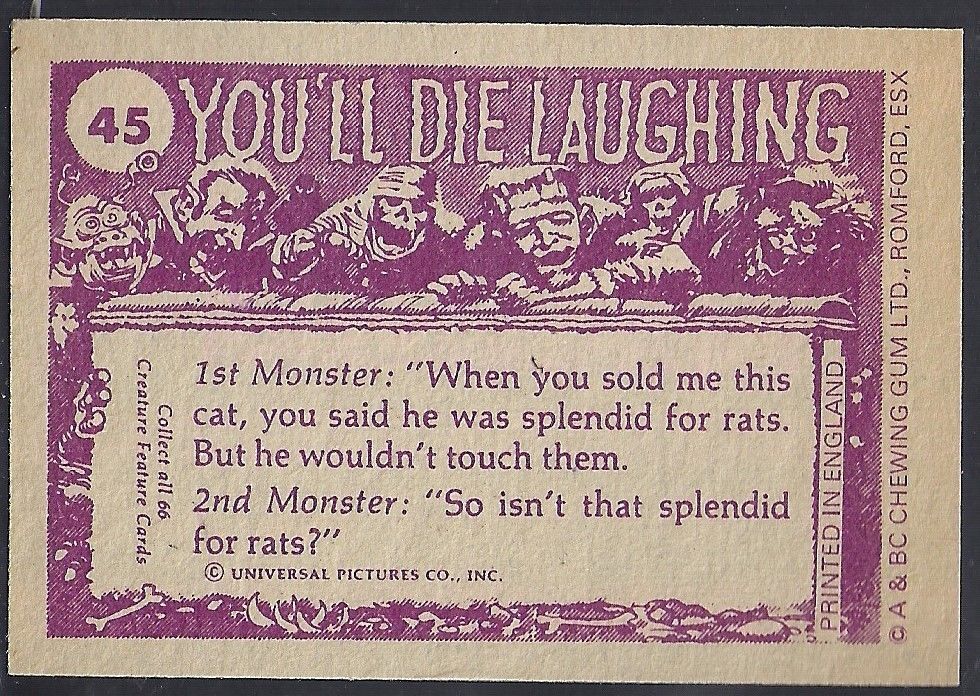 45
YOU'LL DIE LAUGHING
1st Monster: "When you sold me this
cat, you said he was splendid for rats.
But he wouldn't touch them.
2nd Monster: "So isn't that splendid
for rats?"
© UNIVERSAL PICTURES CO., INC.
Collect all 66
Creature Feature Cards
PRINTED IN ENGLAND
© A & BC CHEWING GUM LTD., ROMFORD, ESX